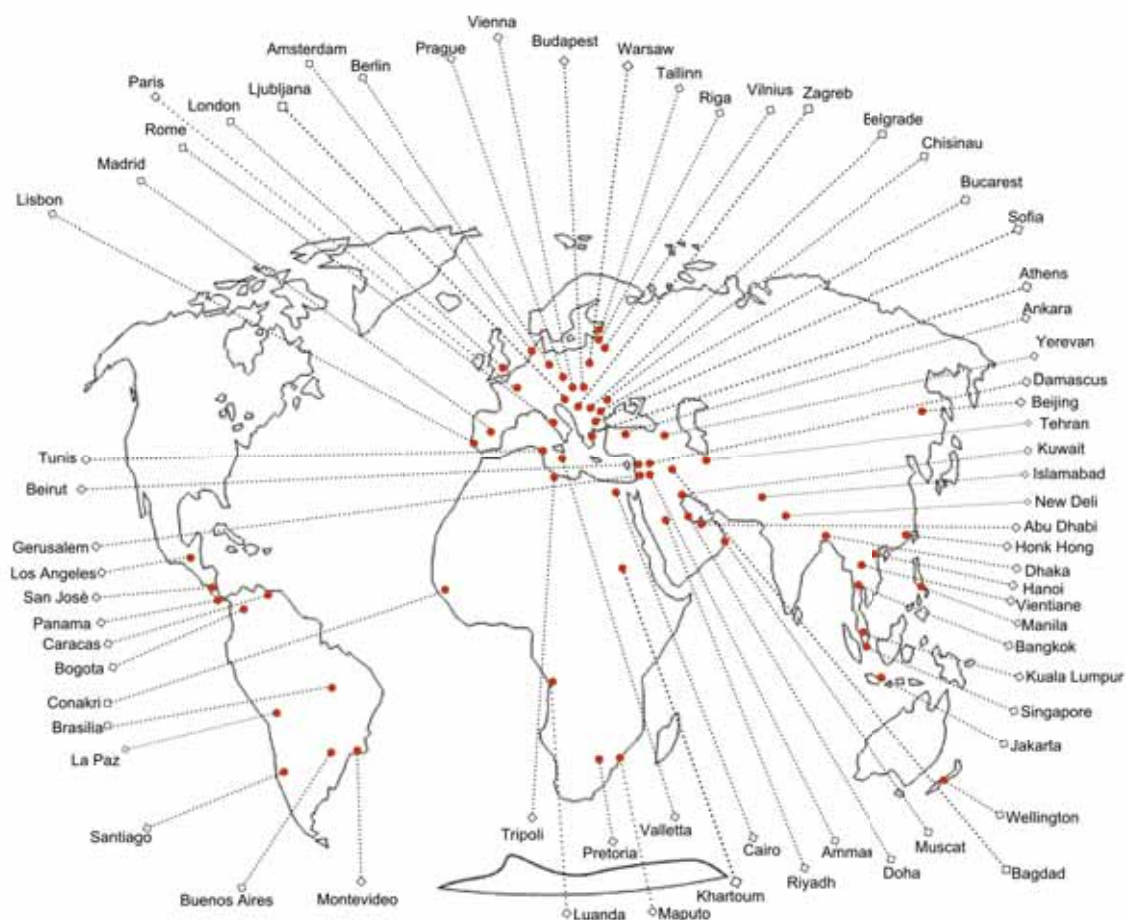 Vienna
Budapest
Amsterdam
Prague
Warsaw
Berlin
Tallinn
Paris
Ljubljana
Vilnius
Riga
Zagreb
London
Rome
Belgrade
Chisinau
Madrid
Bucarest
Lisbon
Sofia
Athens
Ankara
Yerevan
Damascus
Beijing
Tehran
Kuwait
Tunis
Islamabad
Beirut
New Deli
Abu Dhabi
Gerusalem
Honk Hong
Los Angeles
Dhaka
Hanoi
San José
Vientiane
Panama
Manila
Caracas
Bangkok
Bogota
Kuala Lumpur
Conakri
Singapore
Brasilia
Jakarta
La Paz
Wellington
Santiago
Tripoli
Valletta
Pretoria
Cairo
Ammas
Muscat
Doha
Bagdad
Riyadh
Buenos Aires
Montevideo
Khartoum
Luanda
Maputo